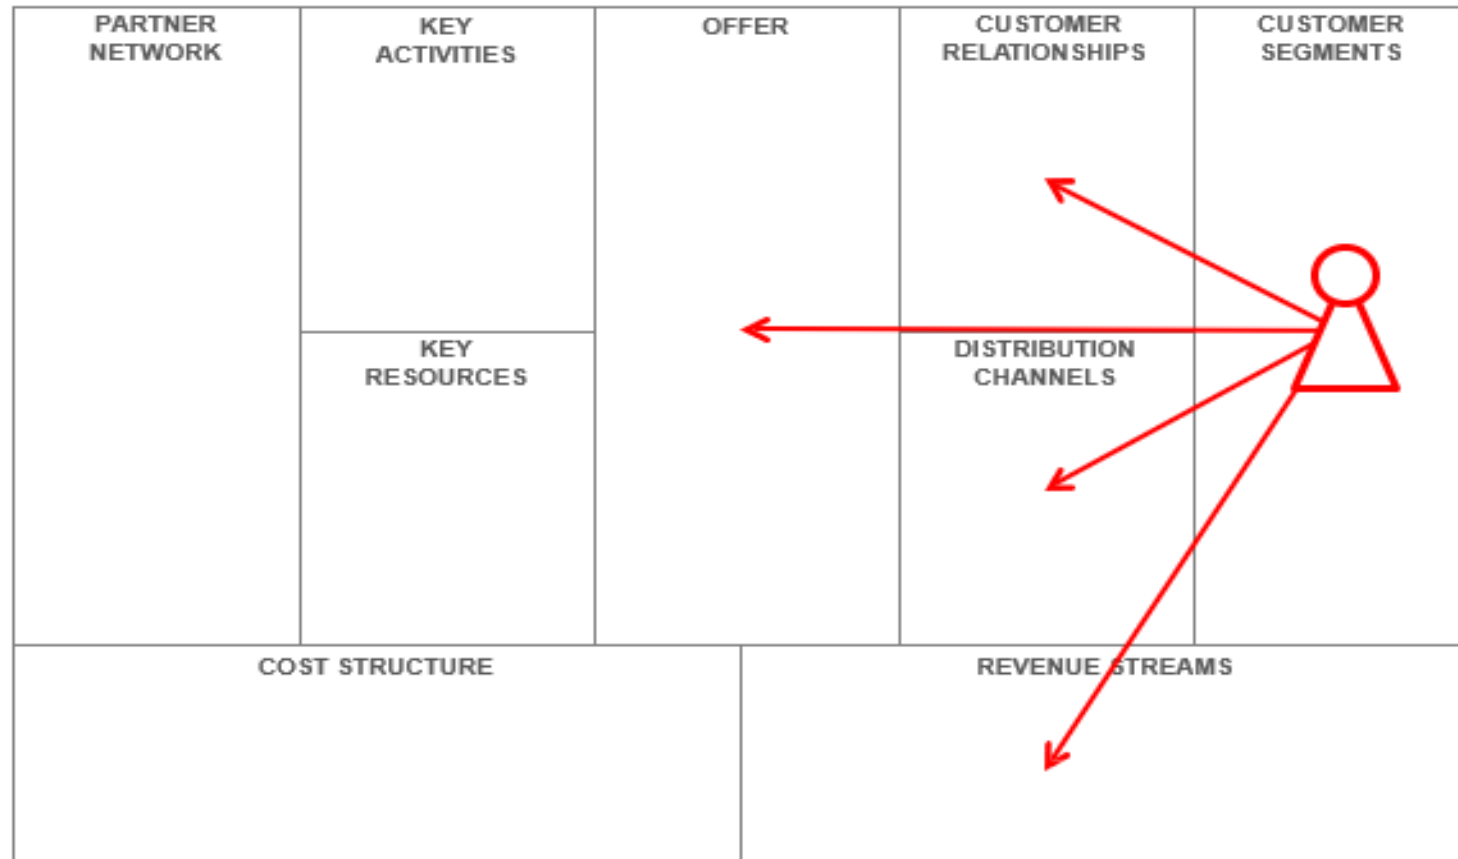 PARTNER
NETWORK
KEY
ACTIVITIES
OFFER
CUSTOMER
RELATIONSHIPS
CUSTOMER
SEGMENTS
KEY
RESOURCES
DISTRIBUTION
CHANNELS
COST STRUCTURE
REVENUE STREAMS